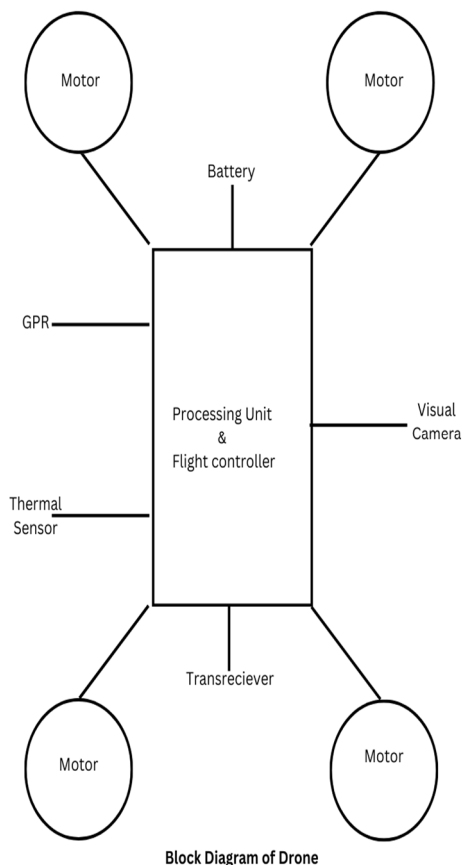 Motor
Motor
Battery
GPR
Processing Unit
&
Flight controller
Visual
Camera
Thermal
Sensor
Transreciever
Motor
Motor
Block Diagram of Drone